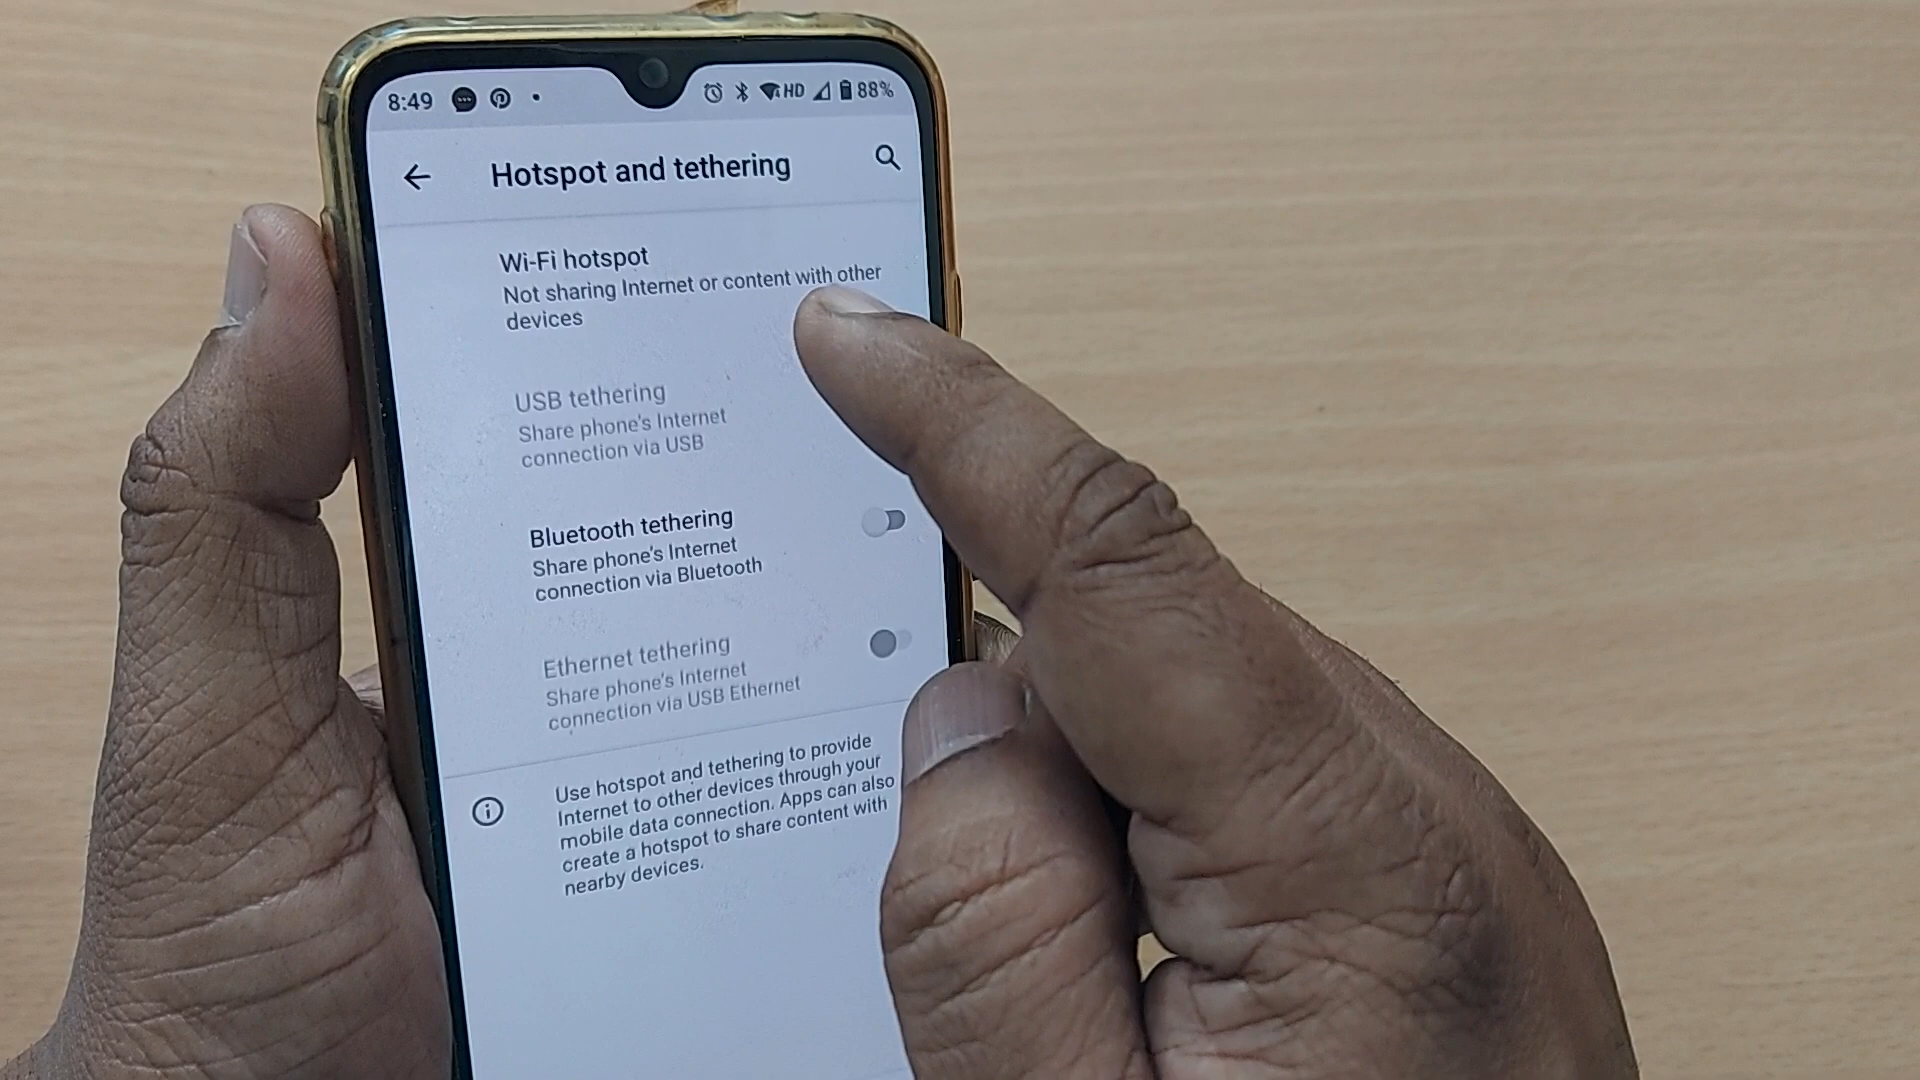 8:49 HD 88%
Hotspot and tethering
Wi-Fi hotspot
Not sharing Internet or content with other
devices
USB tethering
Share phone's Internet
connection via USB
Bluetooth tethering
Share phone's Internet
connection via Bluetooth
Ethernet tethering
Share phone's Internet
connection via USB Ethernet
Use hotspot and tethering to provide
Internet to other devices through your
mobile data connection. Apps can also
create a hotspot to share content with
nearby devices.